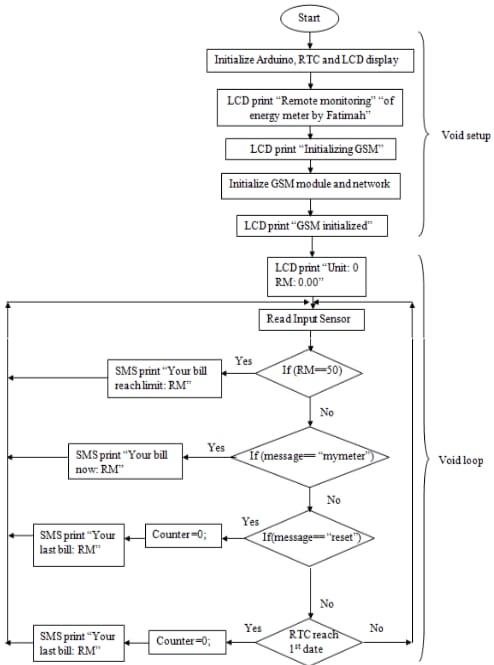 Start
Initialize Arduino, RTC and LCD display
LCD print “Remote monitoring” “of
energy meter by Fatimah”
LCD print “Initializing GSM”
Void setup
Initialize GSM module and network
LCD print “GSM initialized”
LCD print “Unit: 0
RM: 0.00”
Read Input Sensor
SMS print “Your bill
reach limit: RM”
Yes
If (RM==50)
No
SMS print “Your bill
now: RM”
Yes
If (message== “mymeter”)
Void loop
No
SMS print “Your
last bill: RM”
Counter=0;
Yes
If(message==“reset”)
No
SMS print “Your
last bill: RM”
Counter=0;
Yes
RTC reach
1st date
No